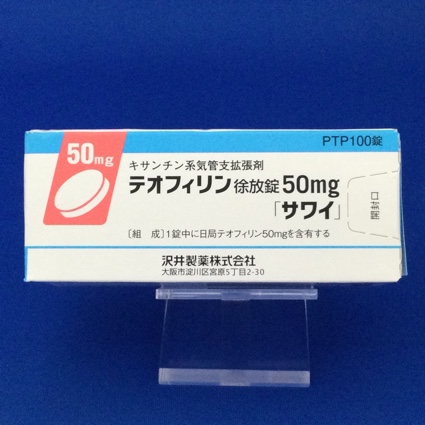 PTP100錠
50mg
キサンチン系気管支拡張剤
テオフィリン徐放錠50mg
「サワイ」
開封口
〔組 成〕1錠中に日局テオフィリン50mgを含有する
沢井製薬株式会社
大阪市淀川区宮原5丁目2-30